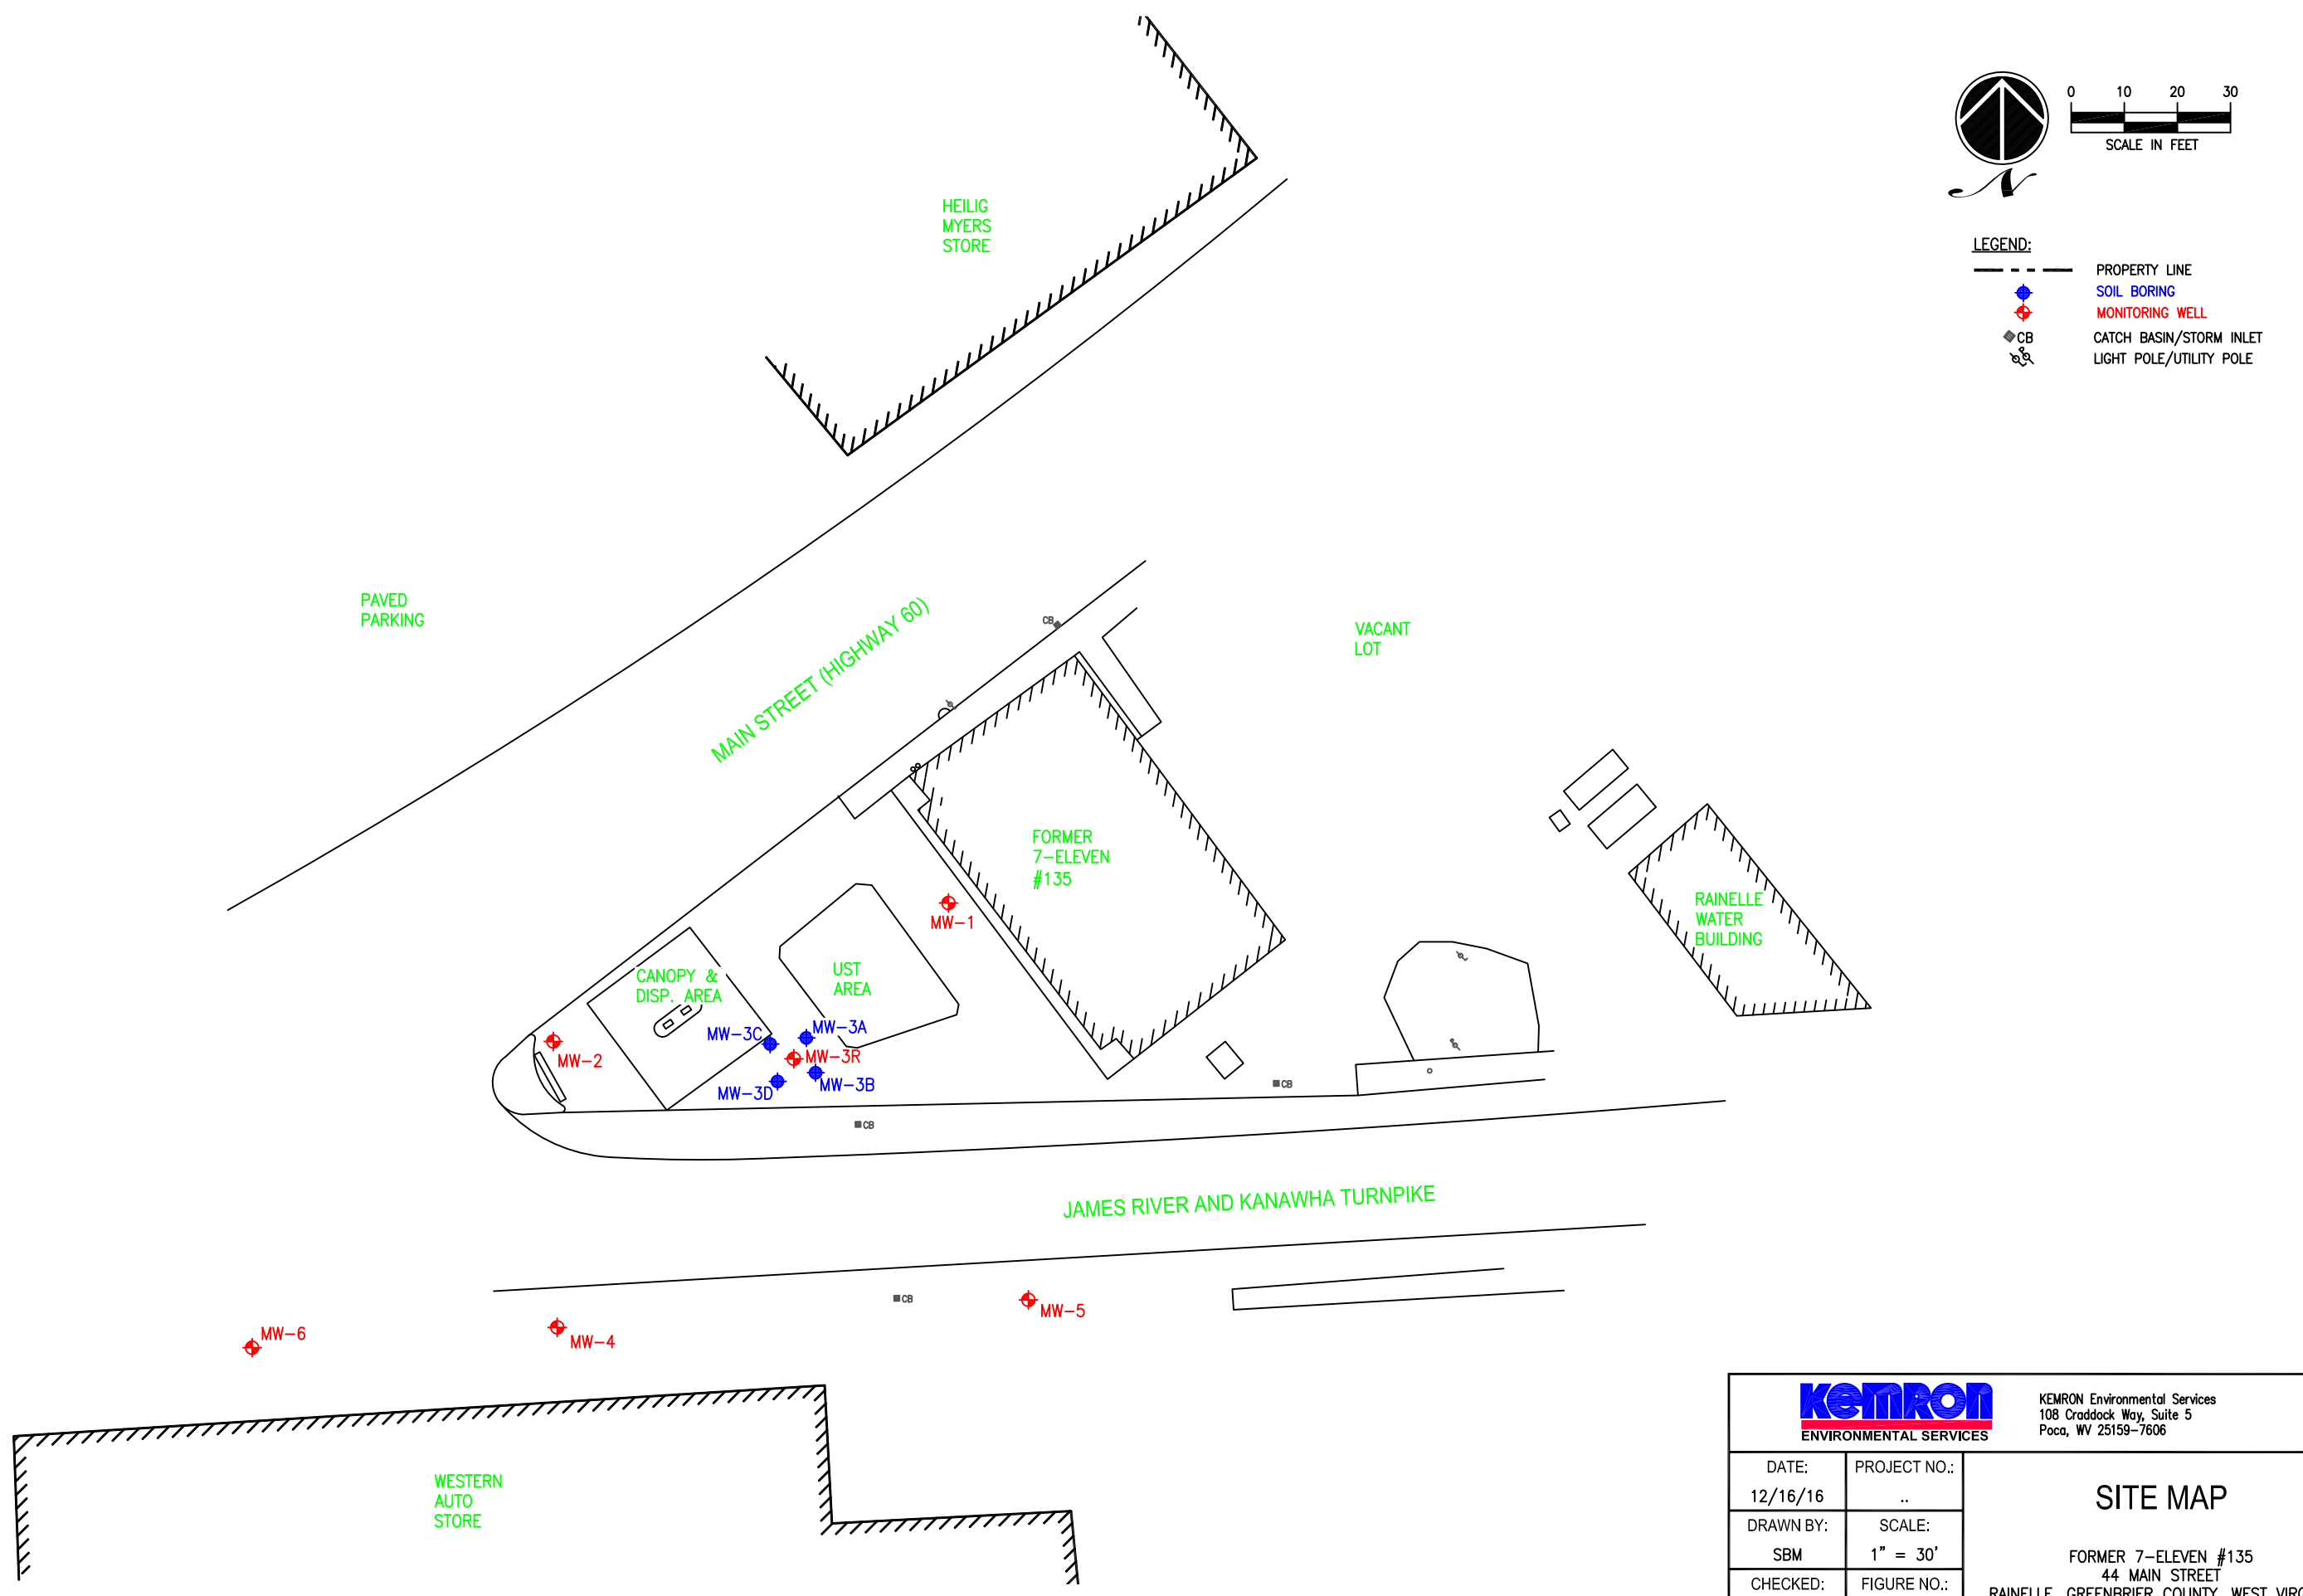 0 10 20 30
SCALE IN FEET
N
LEGEND:
PROPERTY LINE
SOIL BORING
MONITORING WELL
CB CATCH BASIN/STORM INLET
LIGHT POLE/UTILITY POLE
HEILIG
MYERS
STORE
PAVED
PARKING
MAIN STREET (HIGHWAY 60)
CB
VACANT
LOT
FORMER
7-ELEVEN
#135
RAINELLE
WATER
BUILDING
MW-1
CANOPY &
DISP. AREA
UST
AREA
MW-2
MW-3C
MW-3A
MW-3R
MW-3D
MW-3B
CB
CB
JAMES RIVER AND KANAWHA TURNPIKE
CB
MW-5
MW-6
MW-4
WESTERN
AUTO
STORE
KEMRON
ENVIRONMENTAL SERVICES
KEMRON Environmental Services
108 Craddock Way, Suite 5
Poca, WV 25159-7606
DATE:
12/16/16
PROJECT NO.:
..
DRAWN BY:
SBM
SCALE:
1" = 30'
CHECKED:
FIGURE NO.:
SITE MAP
FORMER 7-ELEVEN #135
44 MAIN STREET
RAINELLE, GREENBRIER COUNTY, WEST